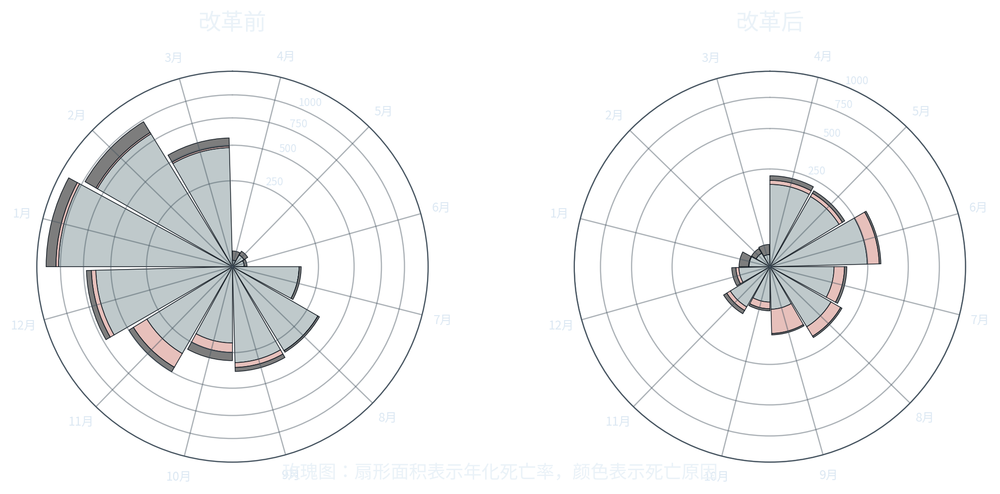 改革前
改革后
3月
4月
3月
4月
1000
2月
5月
2月
5月
1000
750
750
500
500
250
250
1月
6月
1月
6月
12月
7月
12月
7月
11月
8月
11月
8月
10月
9月
10月
9月
玫瑰图：扇形面积表示年化死亡率，颜色表示死亡原因